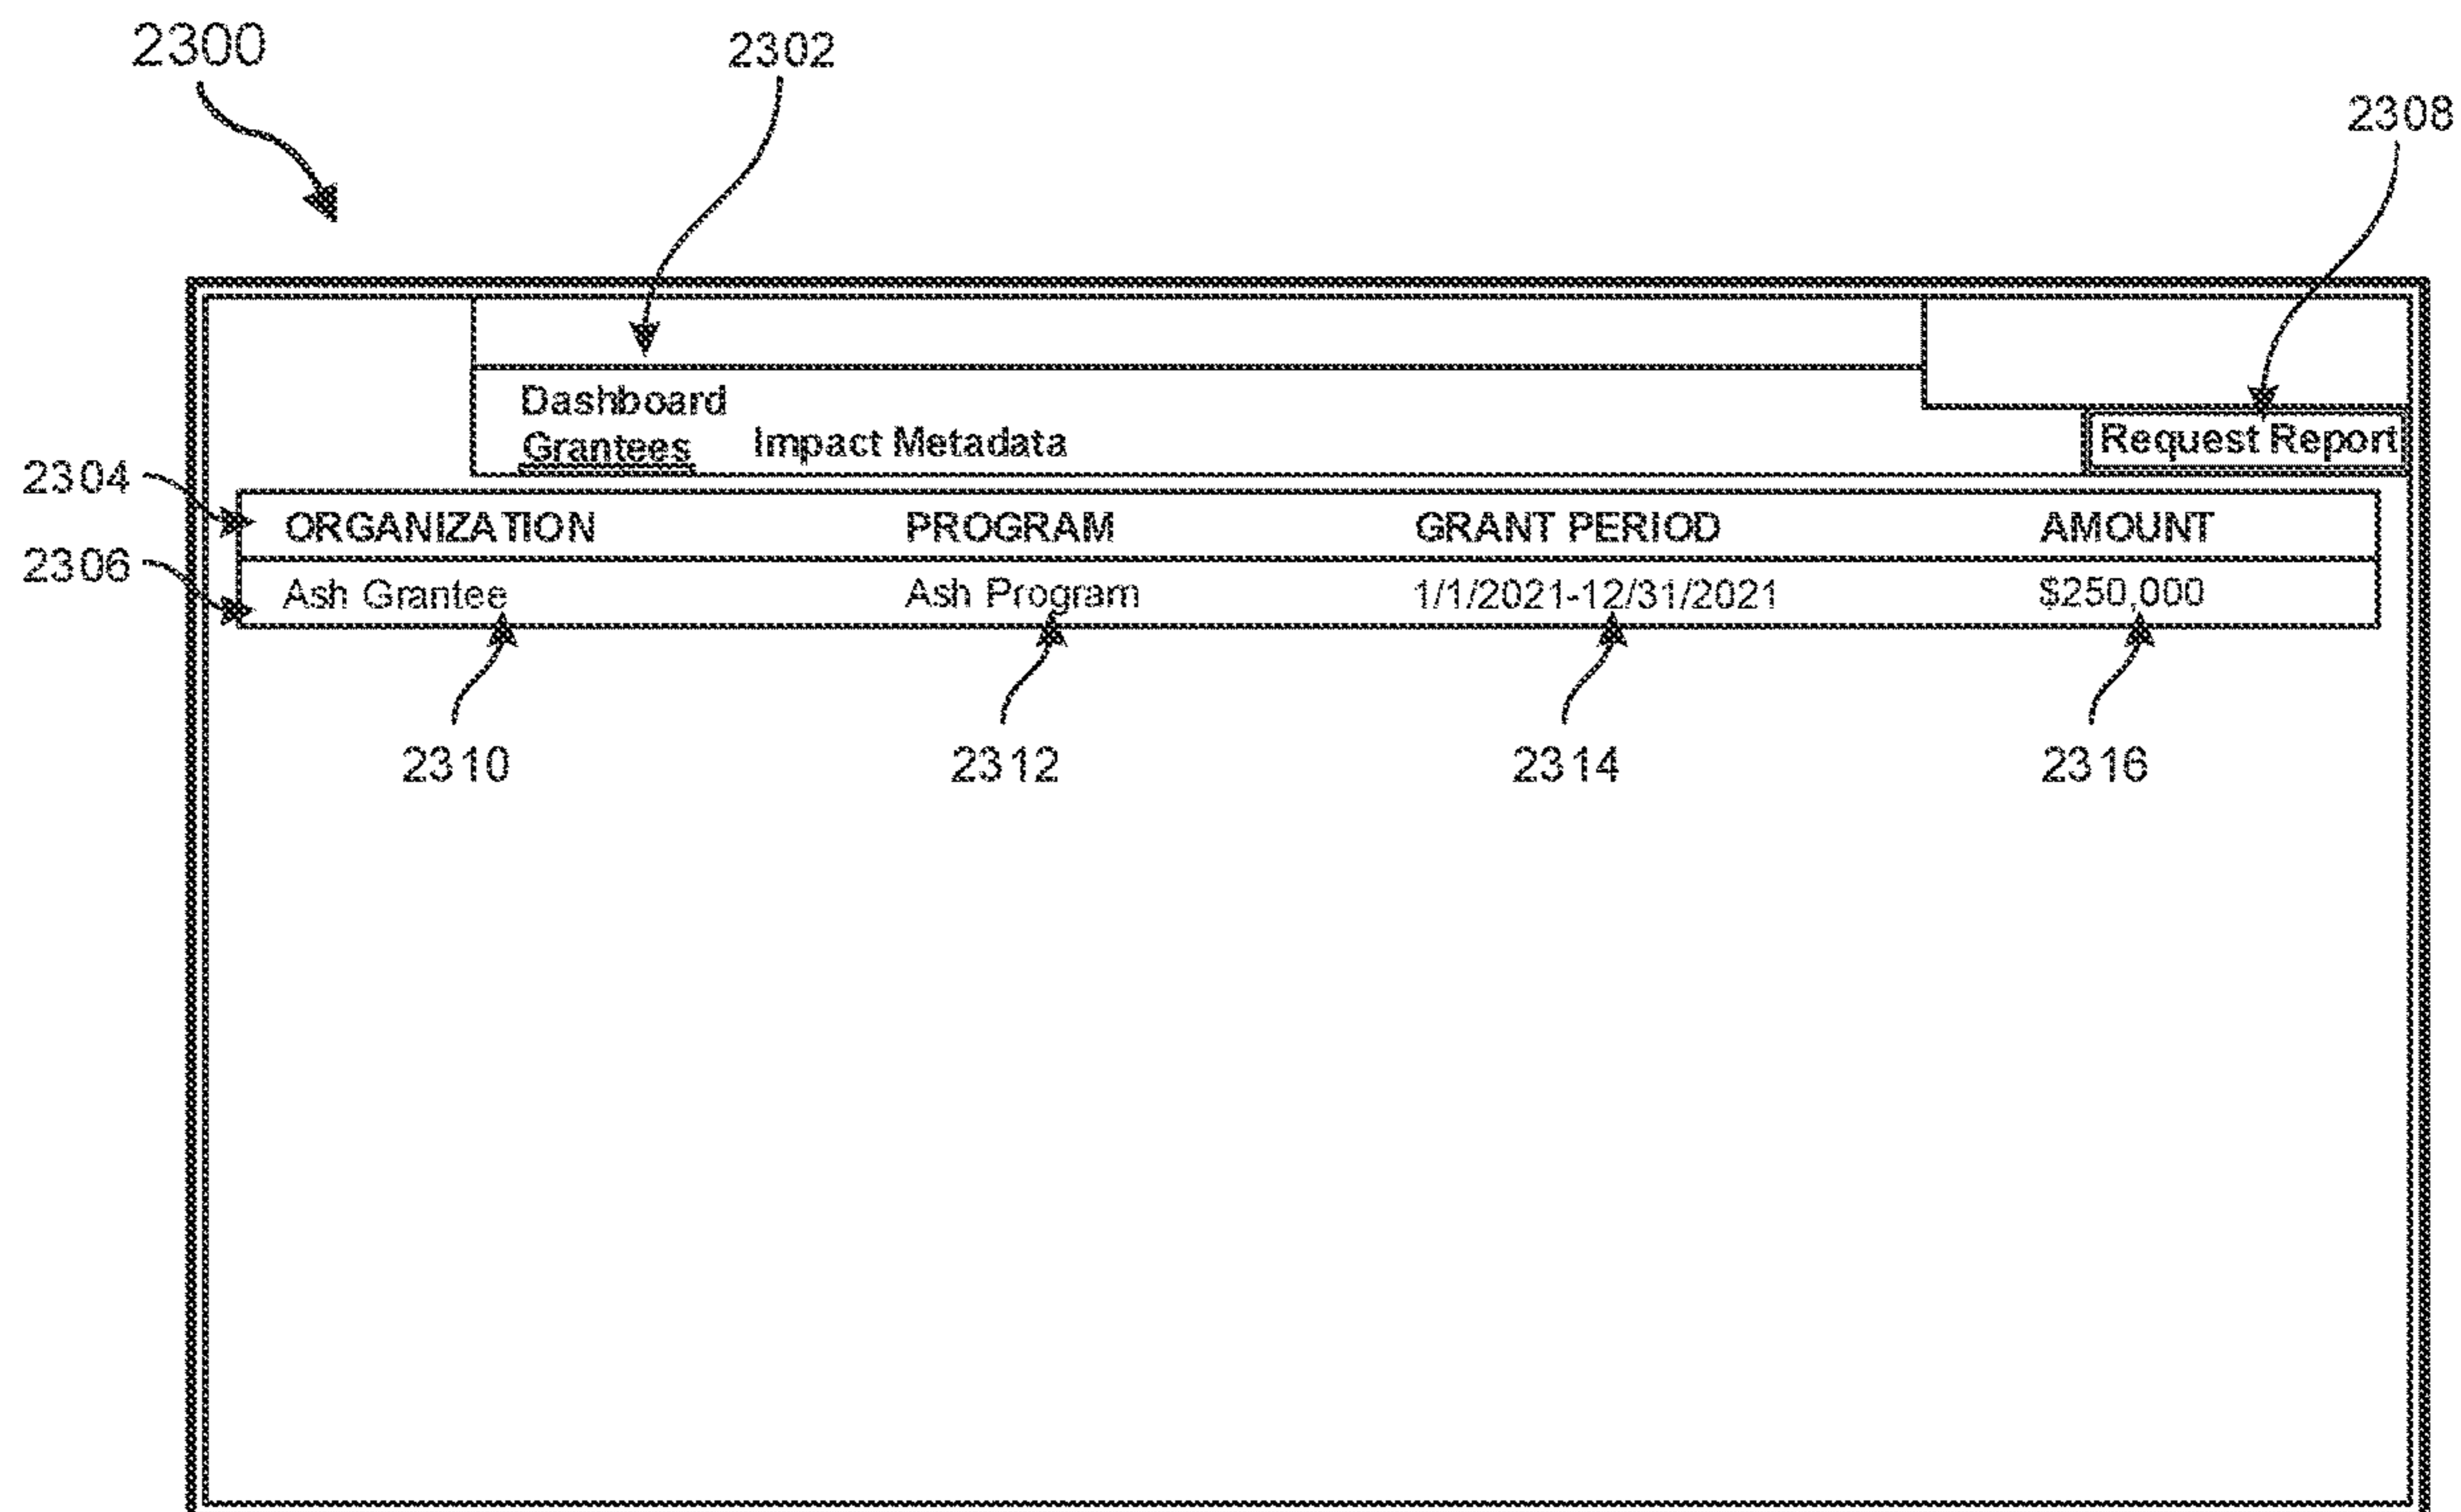 2300
2302
2308
Dashboard
Grantees Impact Metadata
Request Report
2304
ORGANIZATION PROGRAM GRANT PERIOD AMOUNT
2306
Ash Grantee Ash Program 1/1/2021-12/31/2021 $250,000
2310 2312 2314 2316